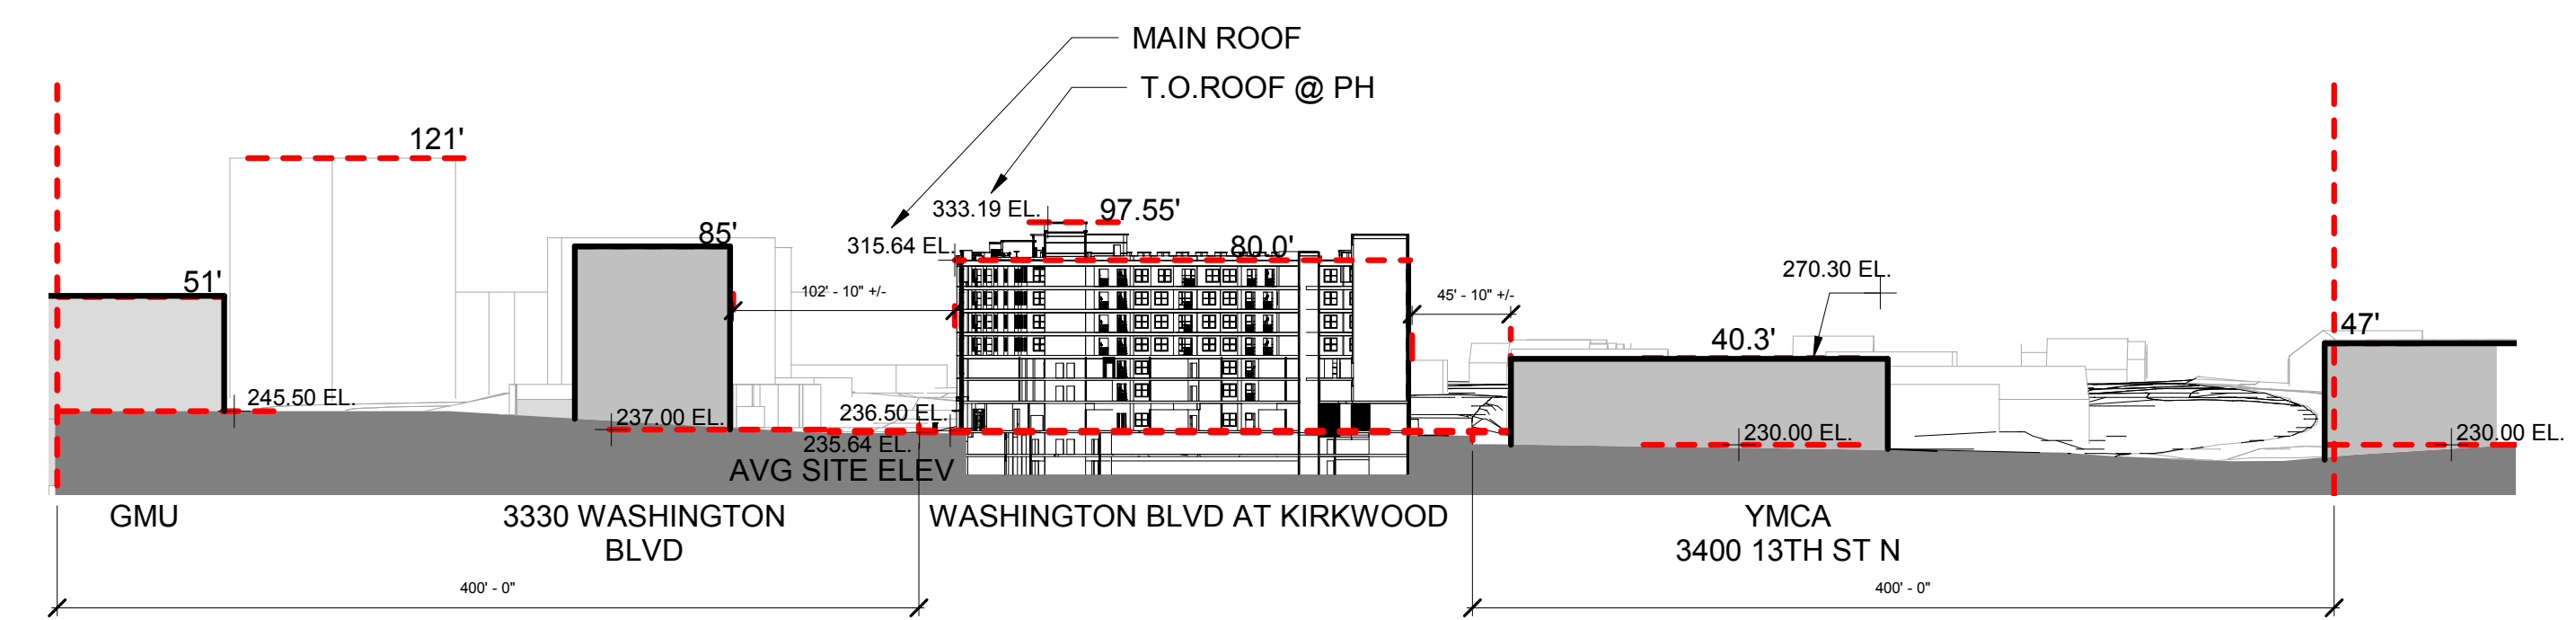 MAIN ROOF
T.O.ROOF @ PH
121'
333.19 EL.
97.55'
85'
315.64 EL.
80.0'
51'
102' - 10" +/-
45' - 10" +/-
270.30 EL.
40.3'
47'
245.50 EL.
237.00 EL.
236.50 EL.
235.64 EL.
AVG SITE ELEV
230.00 EL.
230.00 EL.
GMU
3330 WASHINGTON
BLVD
WASHINGTON BLVD AT KIRKWOOD
YMCA
3400 13TH ST N
400' - 0"
400' - 0"